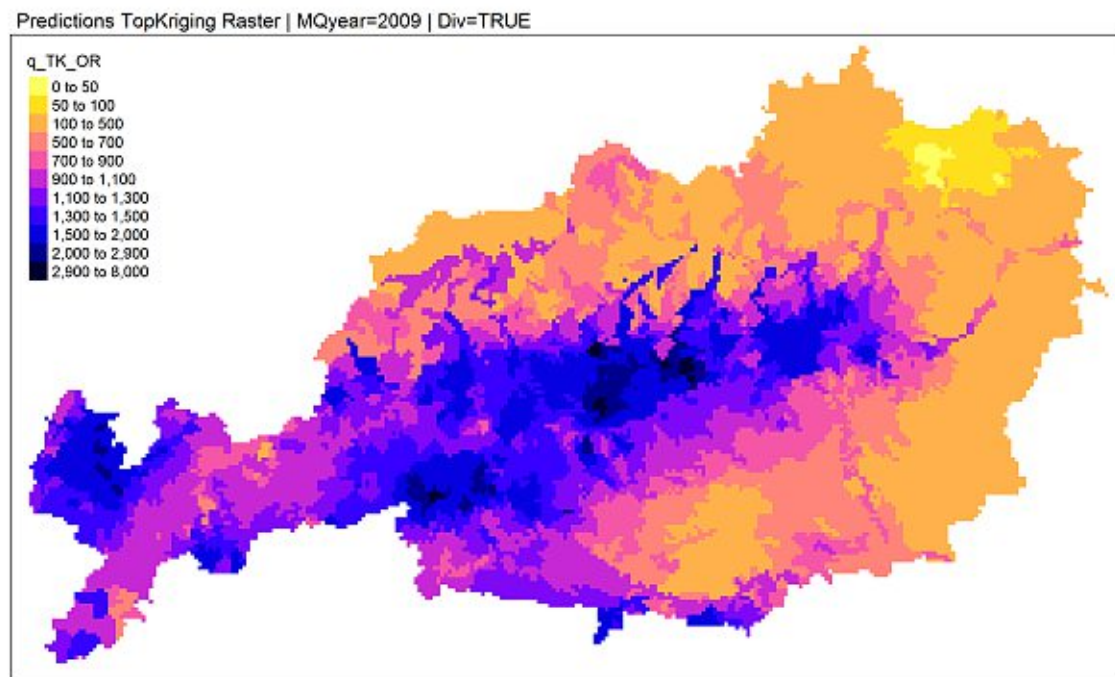 Predictions TopKriging Raster | MQyear=2009 | Div=TRUE
q_TK_OR
0 to 50
50 to 100
100 to 500
500 to 700
700 to 900
900 to 1,100
1,100 to 1,300
1,300 to 1,500
1,500 to 2,000
2,000 to 2,900
2,900 to 8,000